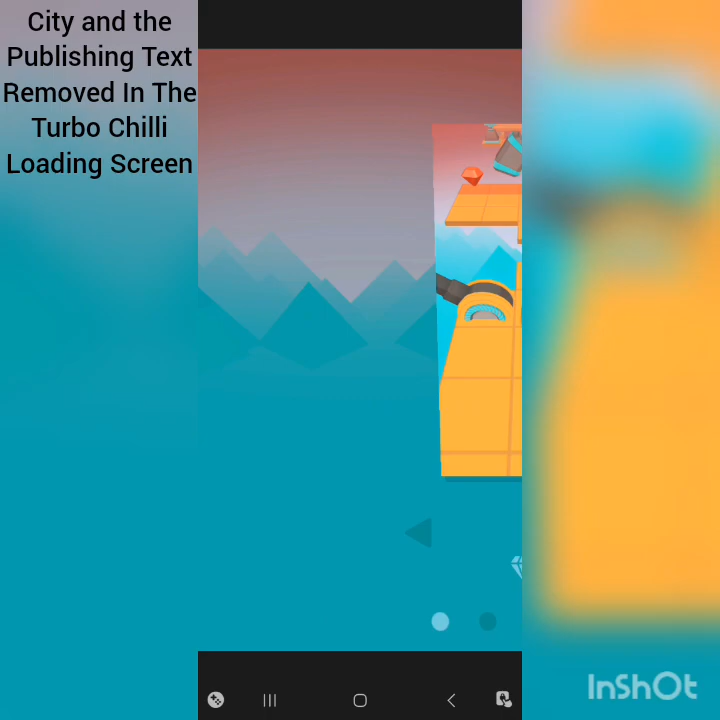 City and the
Publishing Text
Removed In The
Turbo Chilli
Loading Screen
InShOt